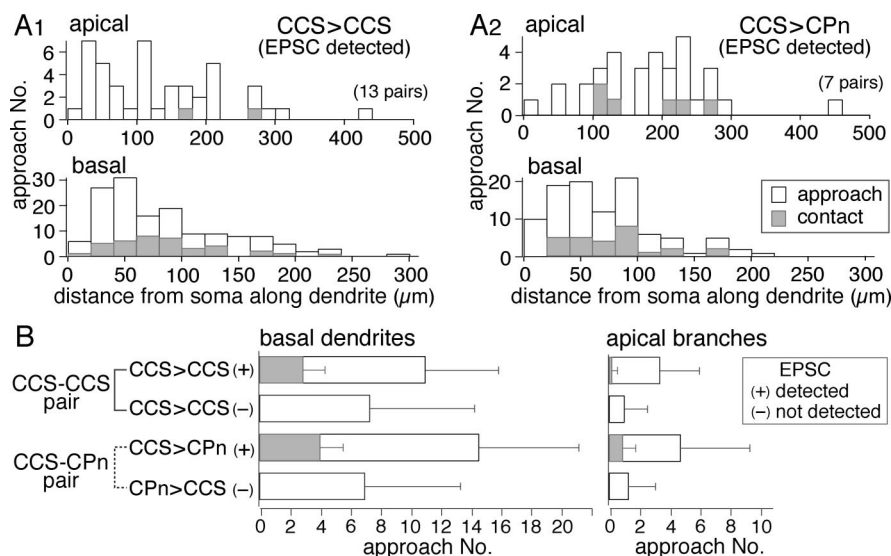 A1
apical
CCS>CCS
(EPSC detected)
(13 pairs)
approach No.
6
4
2
0
0 100 200 300 400 500
basal
30
20
10
0
0 50 100 150 200 250 300
distance from soma along dendrite (µm)
A2
apical
CCS>CPn
(EPSC detected)
(7 pairs)
approach No.
4
2
0
0 100 200 300 400 500
basal
20
10
0
0 50 100 150 200 250 300
distance from soma along dendrite (µm)
approach
contact
B
basal dendrites
apical branches
CCS-CCS
pair
CCS>CCS (+)
CCS>CCS (–)
CCS-CPn
pair
CCS>CPn (+)
CPn>CCS (–)
0 2 4 6 8 10 12 14 16 20
approach No.
0 2 4 6 8 10
approach No.
EPSC
(+) detected
(–) not detected